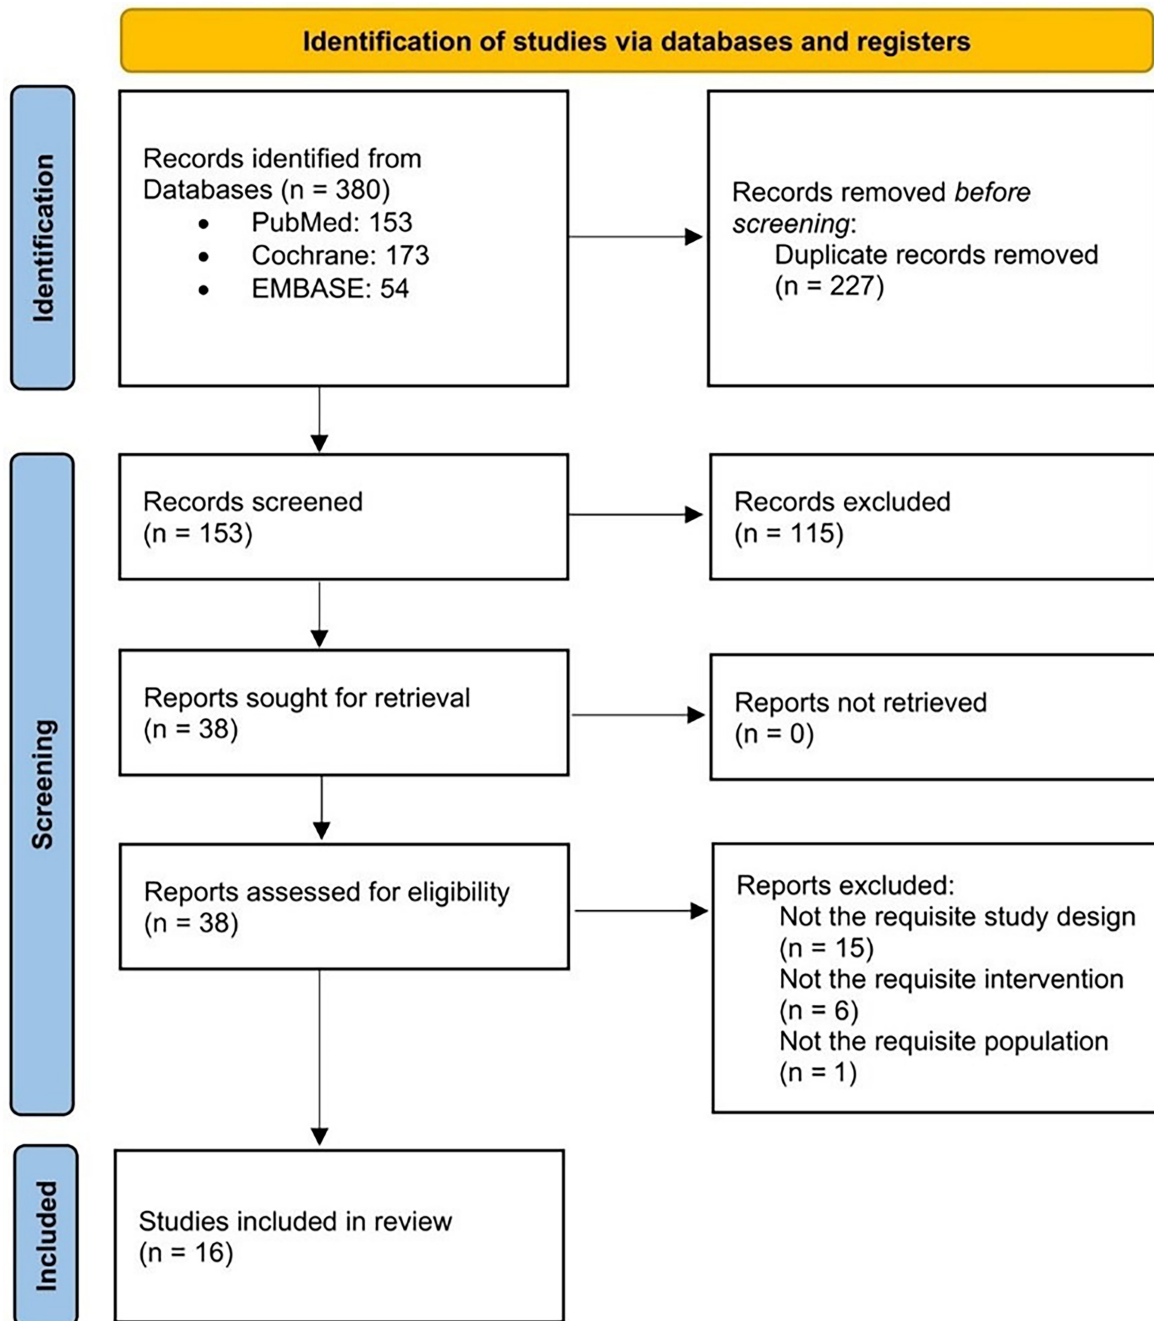 Identification of studies via databases and registers
Identification
Records identified from
Databases (n = 380)
• PubMed: 153
• Cochrane: 173
• EMBASE: 54
Records removed before
screening:
Duplicate records removed
(n = 227)
Screening
Records screened
(n = 153)
Records excluded
(n = 115)
Reports sought for retrieval
(n = 38)
Reports not retrieved
(n = 0)
Reports assessed for eligibility
(n = 38)
Reports excluded:
Not the requisite study design
(n = 15)
Not the requisite intervention
(n = 6)
Not the requisite population
(n = 1)
Included
Studies included in review
(n = 16)